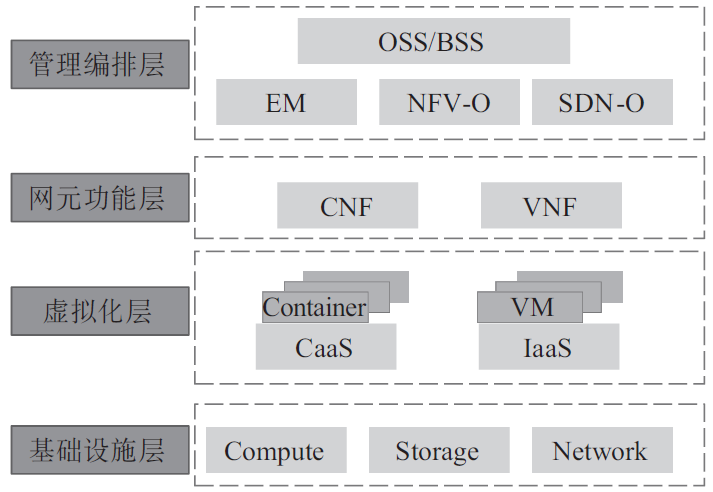 管理编排层
OSS/BSS
EM
NFV-O
SDN-O
网元功能层
CNF
VNF
虚拟化层
Container
VM
CaaS
IaaS
基础设施层
Compute
Storage
Network